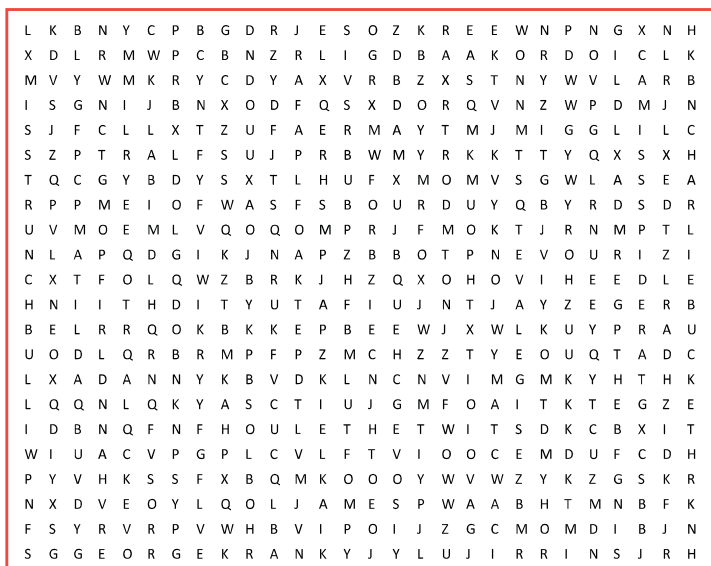 L K B N Y C P B G D R J E S O Z K R E E W N P N G X N H
X D L R M W P C B N Z R L I G D B A A K O R D O I C L K
M V Y W M K R Y C D Y A X V R B Z X S T N Y W V L A R B
I S G N I J B N X O D F Q S X D O R Q V N Z W P D M J N
S J F C L L X T Z U F A E R M A Y T M J M I G G L I L C
S Z P T R A L F S U J P R B W M Y R K K T T Y Q X S X H
T Q C G Y B D Y S X T L H U F X M O M V S G W L A S E A
R P P M E I O F W A S F S B O U R D U Y Q B Y R D S D R
U V M O E M L V Q O Q O M P R J F M O K T J R N M P T L
N L A P Q D G I K J N A P Z B B O T P N E V O U R I Z I
C X T F O L Q W Z B R K J H Z Q X O H O V I H E E D L E
H N I I T H D I T Y U T A F I U J N T J A Y Z E G E R B
B E L R R Q O K B K K E P B E E W J X W L K U Y P R A U
U O D L Q R B R M P F P Z M C H Z Z T Y E O U Q T A D C
L X A D A N N Y K B V D K L N C N V I M G M K Y H T H K
L Q Q N L Q K Y A S C T I U J G M F O A I T K T E G Z E
I D B N Q F N F H O U L E T H E T W I T S D K C B X I T
W I U A C V P G P L C V L F T V I O O C E M D U F C D H
P Y V H K S S F X B Q M K O O O Y W V W Z Y K Z G S K R
N X D V E O Y L Q O L J A M E S P W A A B H T M N B F K
F S Y R V R P V W H B V I P O I J Z G C M O M D I B J N
S G G E O R G E K R A N K Y J Y L U J I R R I N S J R H